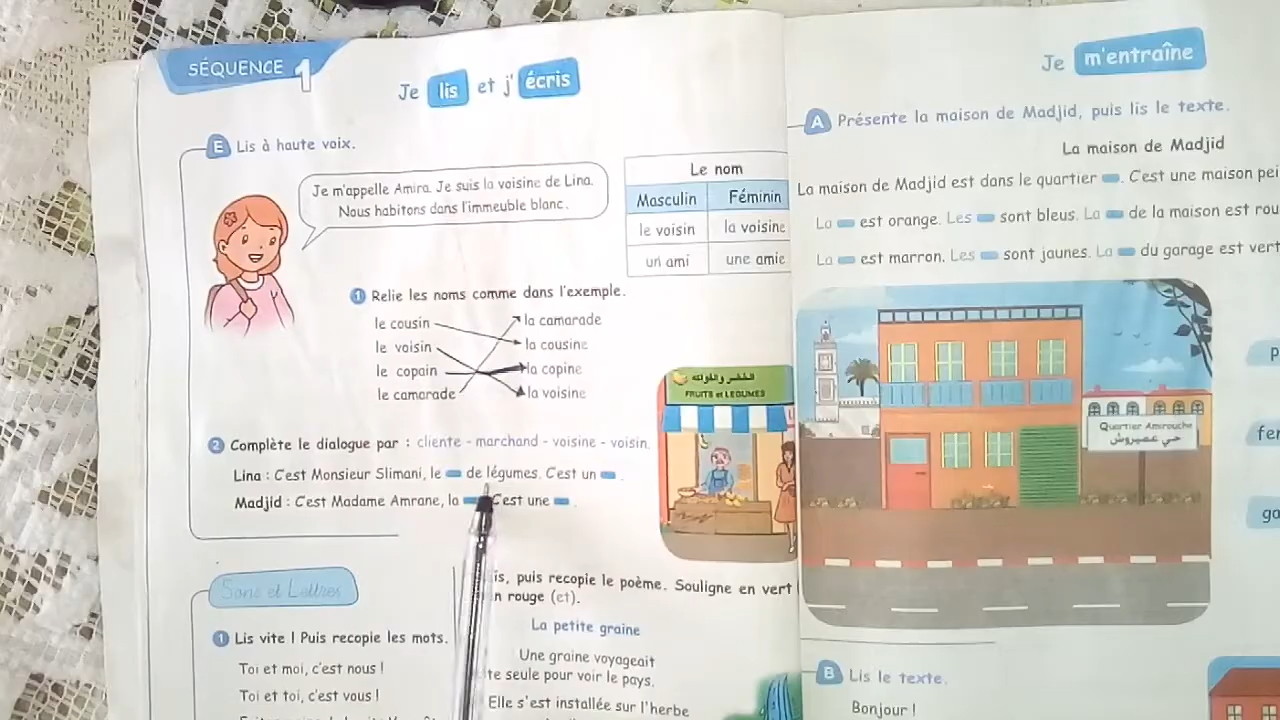 SÉQUENCE 1
Je lis et j'écris
E Lis à haute voix.
Je m'appelle Amira. Je suis la voisine de Lina.
Nous habitons dans l'immeuble blanc.
Le nom
Masculin Féminin
le voisin la voisine
un ami une amie
1 Relie les noms comme dans l'exemple.
le cousin la camarade
le voisin la cousine
le copain la copine
le camarade la voisine
الخضر والفواكه
FRUITS et LEGUMES
2 Complète le dialogue par : cliente - marchand - voisine - voisin.
Lina : C'est Monsieur Slimani, le de légumes. C'est un .
Madjid : C'est Madame Amrane, la C'est une .
Sons et Lettres
1 Lis vite ! Puis recopie les mots.
Toi et moi, c'est nous !
Toi et toi, c'est vous !
is, puis recopie le poème. Souligne en vert
n rouge (et).
La petite graine
Une graine voyageait
te seule pour voir le pays.
Elle s'est installée sur l'herbe
Je m'entraîne
A Présente la maison de Madjid, puis lis le texte.
La maison de Madjid
La maison de Madjid est dans le quartier . C'est une maison pei
La est orange. Les sont bleus. La de la maison est rou
La est marron. Les sont jaunes. La du garage est vert
Quartier Amirouche
حي عميروش
p
fer
ga
B Lis le texte.
Bonjour !